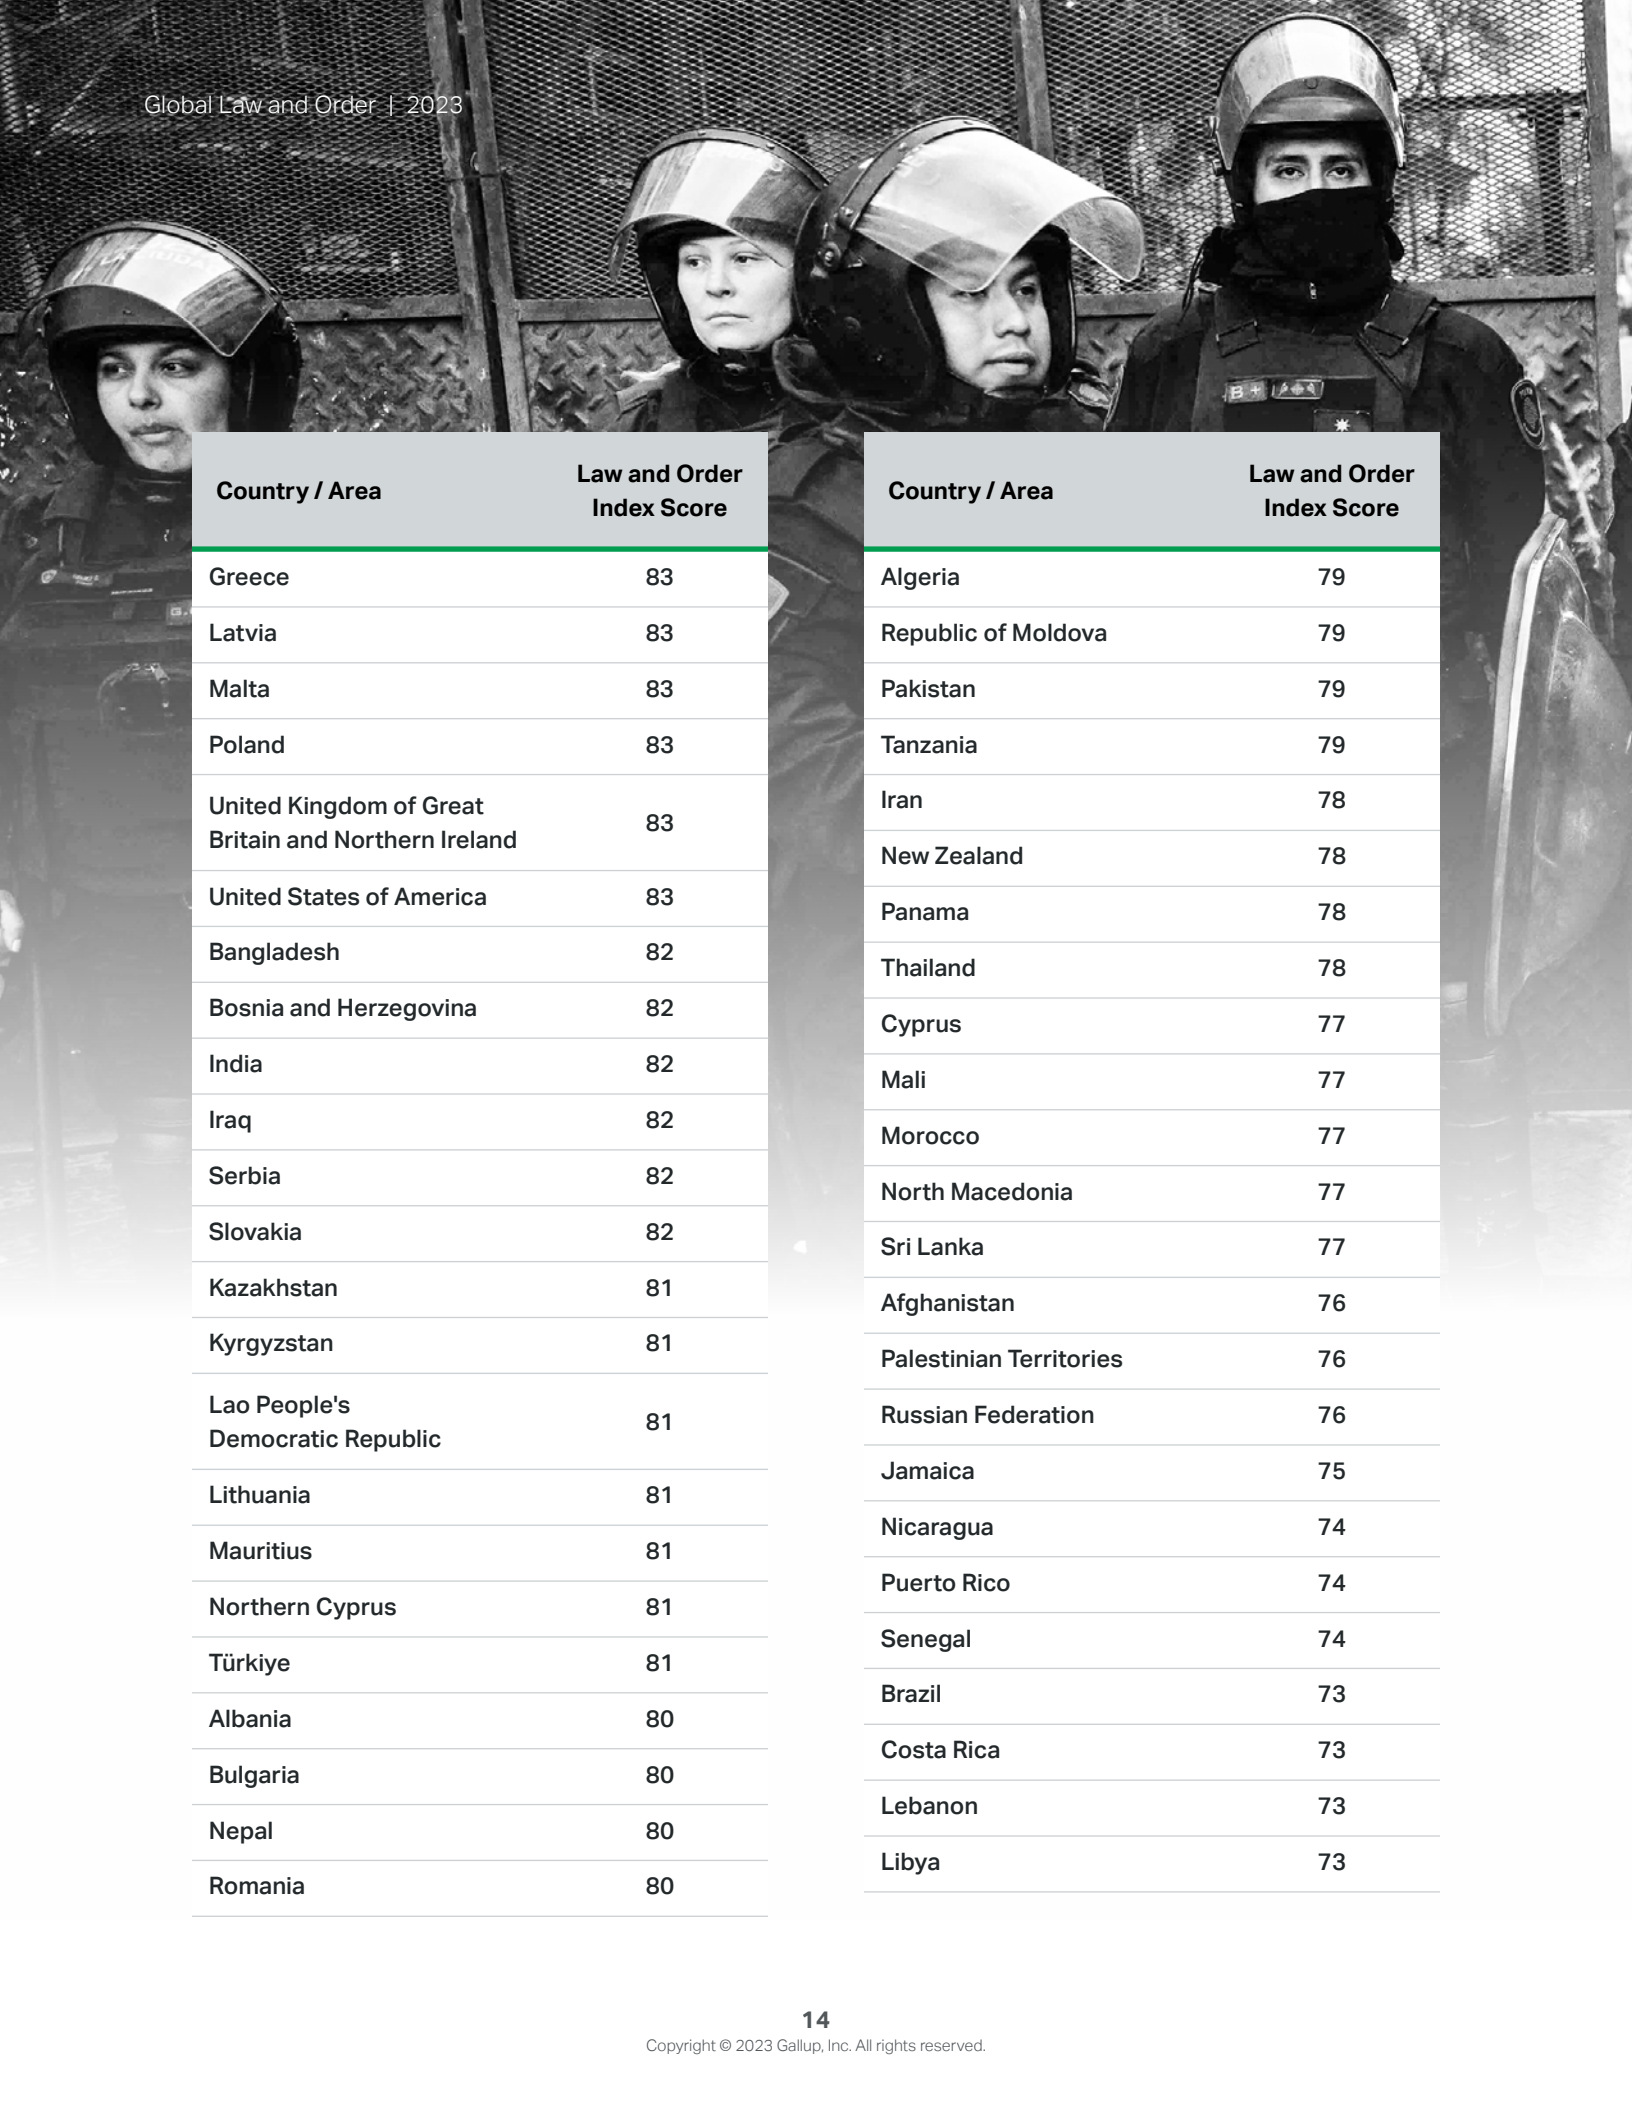 Global Law and Order | 2023
B+
Country / Area
Law and Order
Index Score
Greece 83
Latvia 83
Malta 83
Poland 83
United Kingdom of Great
Britain and Northern Ireland 83
United States of America 83
Bangladesh 82
Bosnia and Herzegovina 82
India 82
Iraq 82
Serbia 82
Slovakia 82
Kazakhstan 81
Kyrgyzstan 81
Lao People's
Democratic Republic 81
Lithuania 81
Mauritius 81
Northern Cyprus 81
Türkiye 81
Albania 80
Bulgaria 80
Nepal 80
Romania 80
Country / Area
Law and Order
Index Score
Algeria 79
Republic of Moldova 79
Pakistan 79
Tanzania 79
Iran 78
New Zealand 78
Panama 78
Thailand 78
Cyprus 77
Mali 77
Morocco 77
North Macedonia 77
Sri Lanka 77
Afghanistan 76
Palestinian Territories 76
Russian Federation 76
Jamaica 75
Nicaragua 74
Puerto Rico 74
Senegal 74
Brazil 73
Costa Rica 73
Lebanon 73
Libya 73
14
Copyright © 2023 Gallup, Inc. All rights reserved.